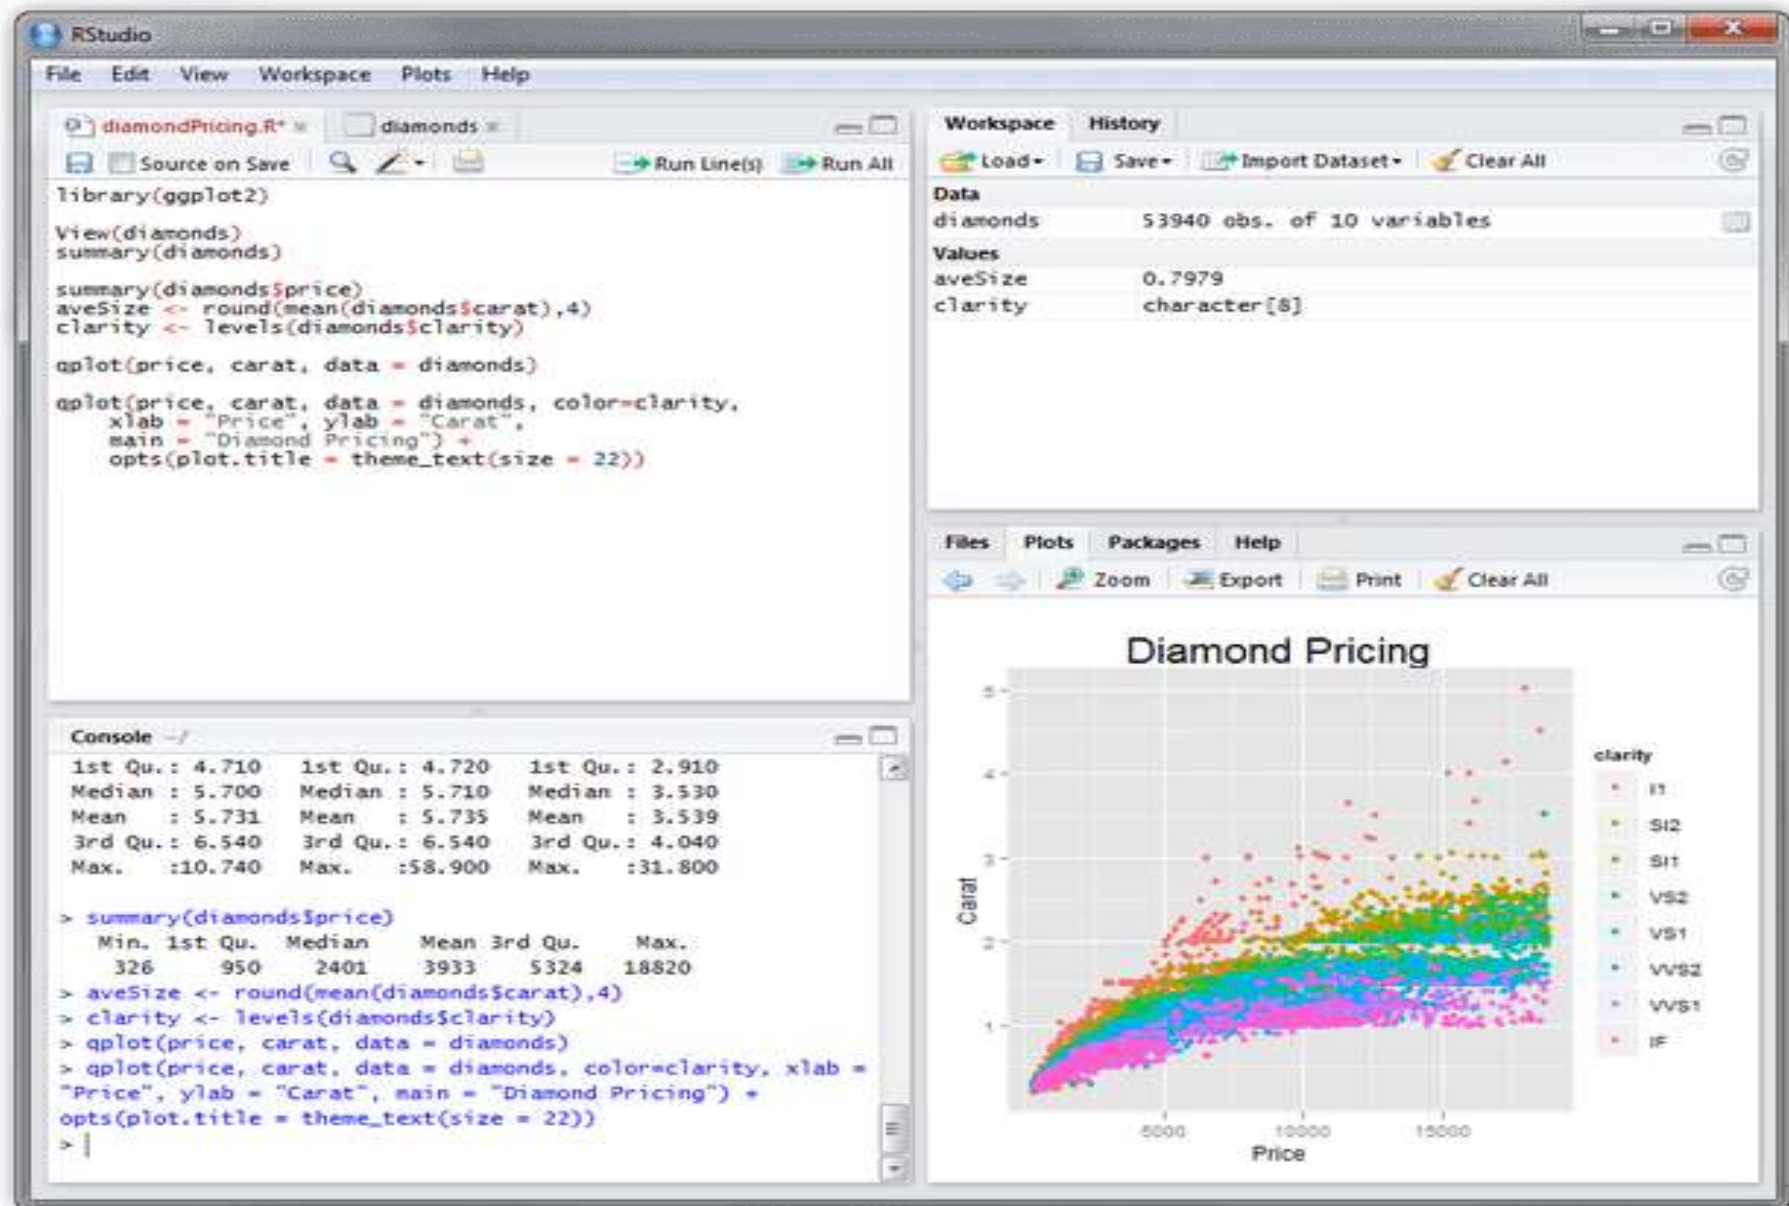 RStudio
File Edit View Workspace Plots Help
diamondPricing.R* diamonds
Source on Save Run Line(s) Run All
library(ggplot2)
View(diamonds)
summary(diamonds)
summary(diamonds$price)
aveSize <- round(mean(diamonds$carat),4)
clarity <- levels(diamonds$clarity)
qplot(price, carat, data = diamonds)
qplot(price, carat, data = diamonds, color=clarity,
xlab = "Price", ylab = "Carat",
main = "Diamond Pricing") +
opts(plot.title = theme_text(size = 22))
Console ~/
1st Qu.: 4.710 1st Qu.: 4.720 1st Qu.: 2.910
Median : 5.700 Median : 5.710 Median : 3.530
Mean : 5.731 Mean : 5.735 Mean : 3.539
3rd Qu.: 6.540 3rd Qu.: 6.540 3rd Qu.: 4.040
Max. :10.740 Max. :58.900 Max. :31.800
> summary(diamonds$price)
Min. 1st Qu. Median Mean 3rd Qu. Max.
326 950 2401 3933 5324 18820
> aveSize <- round(mean(diamonds$carat),4)
> clarity <- levels(diamonds$clarity)
> qplot(price, carat, data = diamonds)
> qplot(price, carat, data = diamonds, color=clarity, xlab =
"Price", ylab = "Carat", main = "Diamond Pricing") +
opts(plot.title = theme_text(size = 22))
>
Workspace History
Load Save Import Dataset Clear All
Data
diamonds 53940 obs. of 10 variables
Values
aveSize 0.7979
clarity character[8]
Files Plots Packages Help
Zoom Export Print Clear All
Diamond Pricing
5
4
3
2
1
Carat
5000 10000 15000
Price
clarity
I1
SI2
SI1
VS2
VS1
VVS2
VVS1
IF